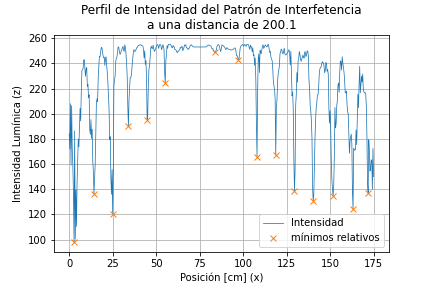 Perfil de Intensidad del Patrón de Interfetencia
a una distancia de 200.1
Intensidad Lumínica (z)
260
240
220
200
180
160
140
120
100
0 25 50 75 100 125 150 175
Posición [cm] (x)
Intensidad
mínimos relativos